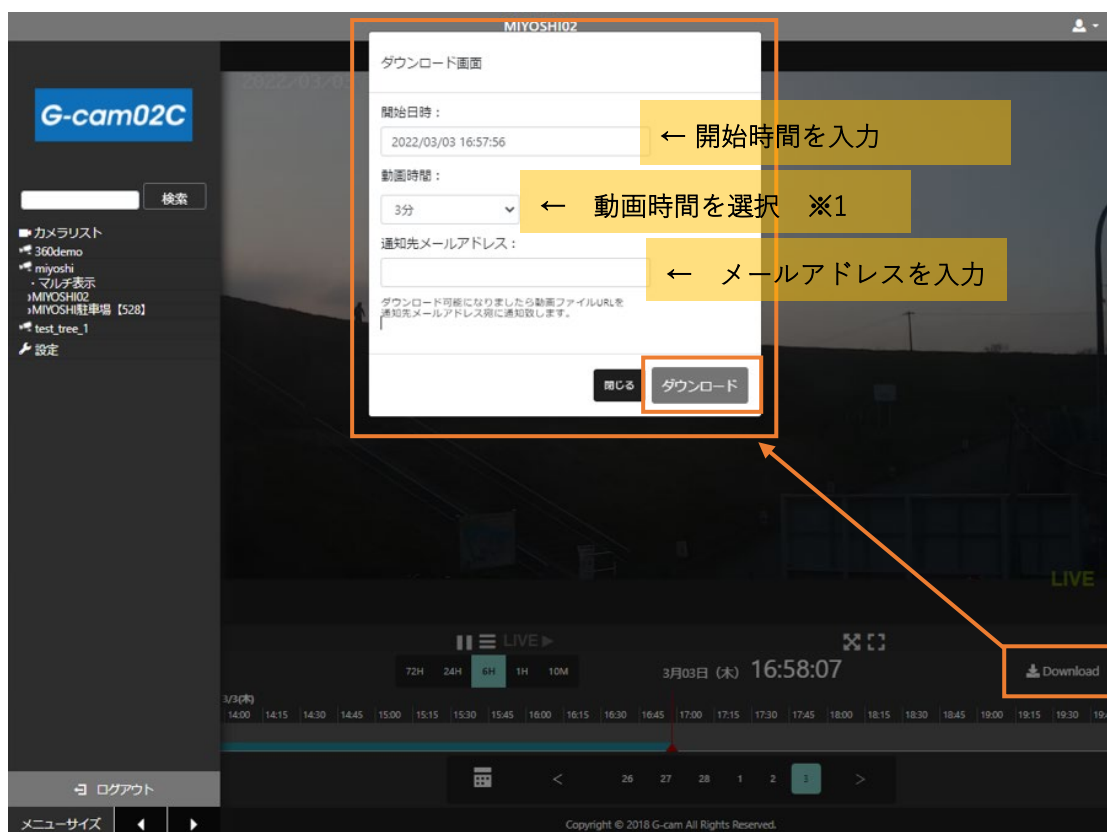 MIYOSHI02
G-cam02C
検索
カメラリスト
360demo
miyoshi
・マルチ表示
›MIYOSHI02
›MIYOSHI駐車場【528】
test_tree_1
設定
ログアウト
メニューサイズ
ダウンロード画面
開始日時：
2022/03/03 16:57:56
← 開始時間を入力
動画時間：
3分
← 動画時間を選択 ※1
通知先メールアドレス：
← メールアドレスを入力
ダウンロード可能になりましたら動画ファイルURLを
通知先メールアドレス宛に通知致します。
閉じる ダウンロード
2022/03/03
LIVE
LIVE
72H 24H 6H 1H 10M
3月03日（木） 16:58:07
Download
3/3(木)
14:00 14:15 14:30 14:45 15:00 15:15 15:30 15:45 16:00 16:15 16:30 16:45 17:00 17:15 17:30 17:45 18:00 18:15 18:30 18:45 19:00 19:15 19:30
< 26 27 28 1 2 3 >
Copyright © 2018 G-cam All Rights Reserved.